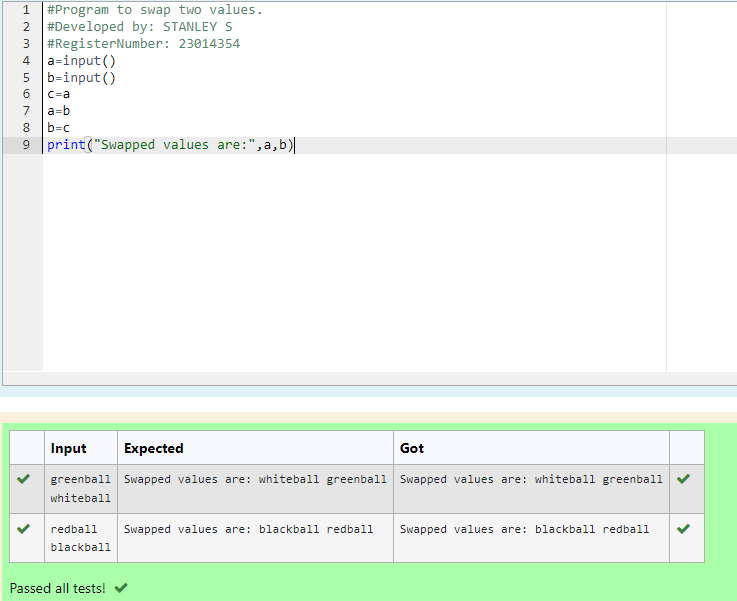 1 #Program to swap two values.
2 #Developed by: STANLEY S
3 #RegisterNumber: 23014354
4 a=input()
5 b=input()
6 c=a
7 a=b
8 b=c
9 print("Swapped values are:",a,b)
Input Expected Got
greenball Swapped values are: whiteball greenball Swapped values are: whiteball greenball
whiteball
redball Swapped values are: blackball redball Swapped values are: blackball redball
blackball
Passed all tests!